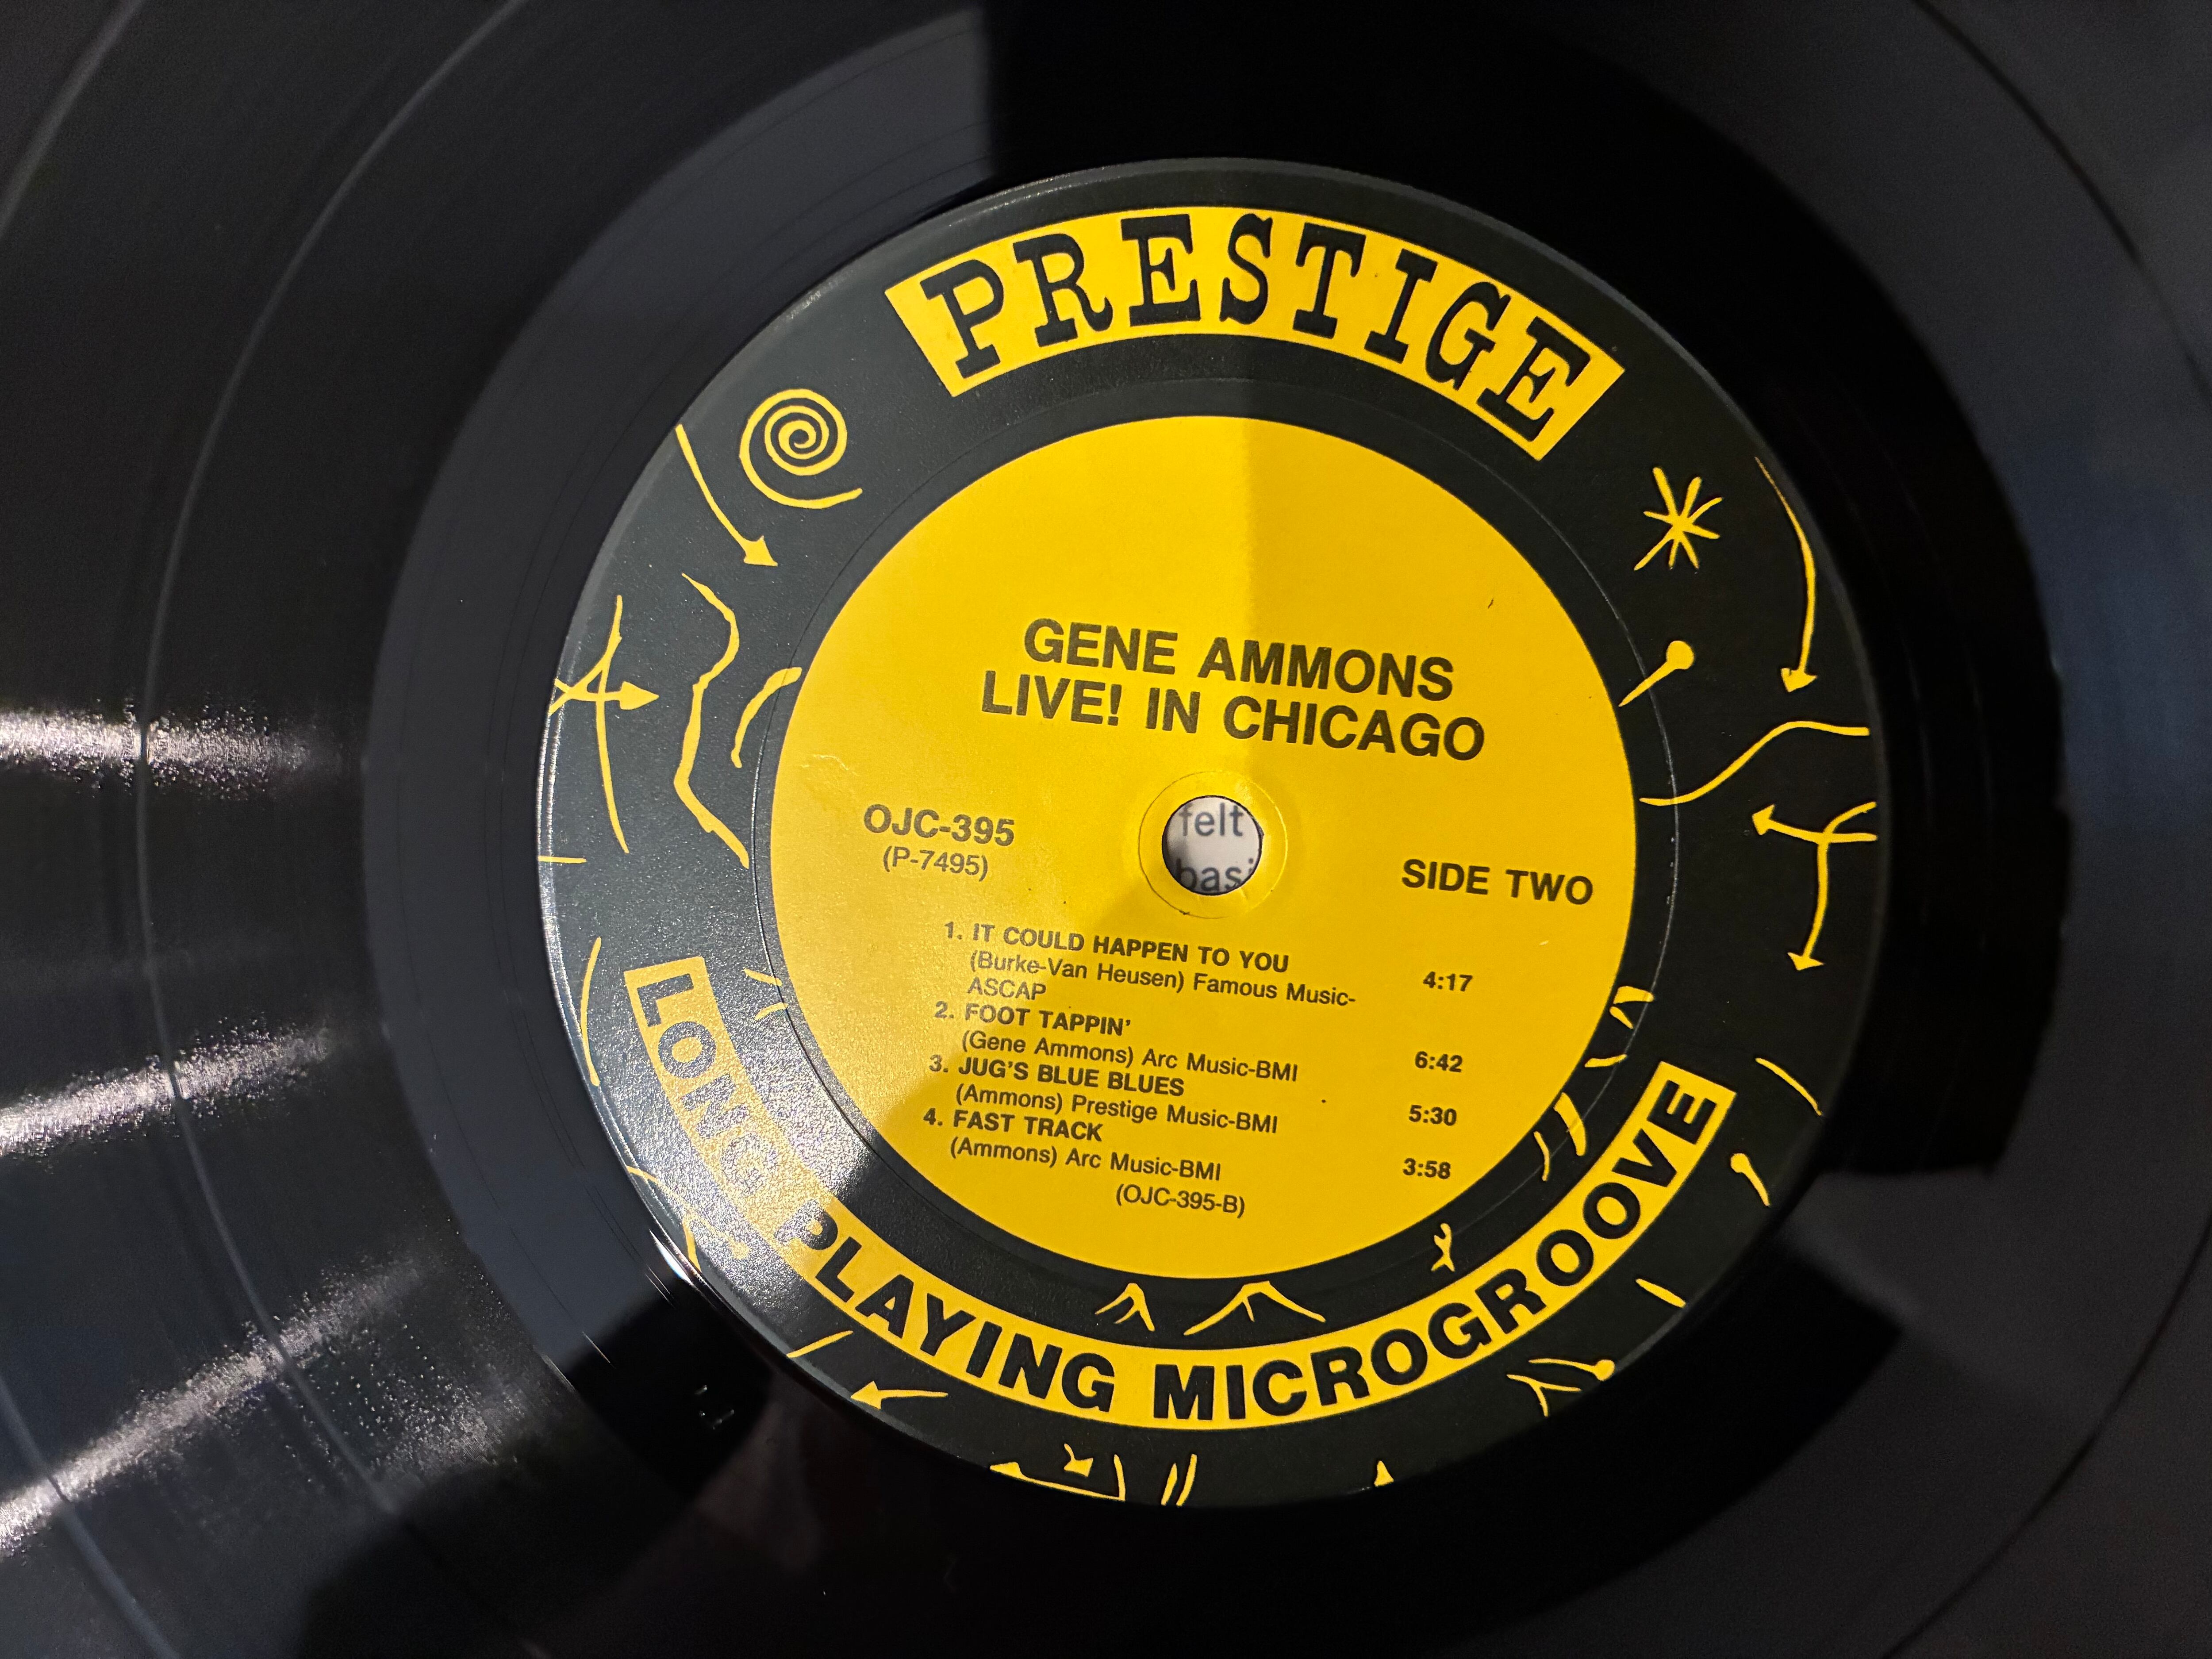 PRESTIGE
GENE AMMONS
LIVE! IN CHICAGO
felt
OJC-395
(P-7495)
SIDE TWO
1. IT COULD HAPPEN TO YOU
(Burke-Van Heusen) Famous Music- 4:17
ASCAP
2. FOOT TAPPIN'
(Gene Ammons) Arc Music-BMI 6:42
3. JUG'S BLUE BLUES
(Ammons) Prestige Music-BMI 5:30
4. FAST TRACK
(Ammons) Arc Music-BMI 3:58
(OJC-395-B)
LONG PLAYING MICROGROOVE